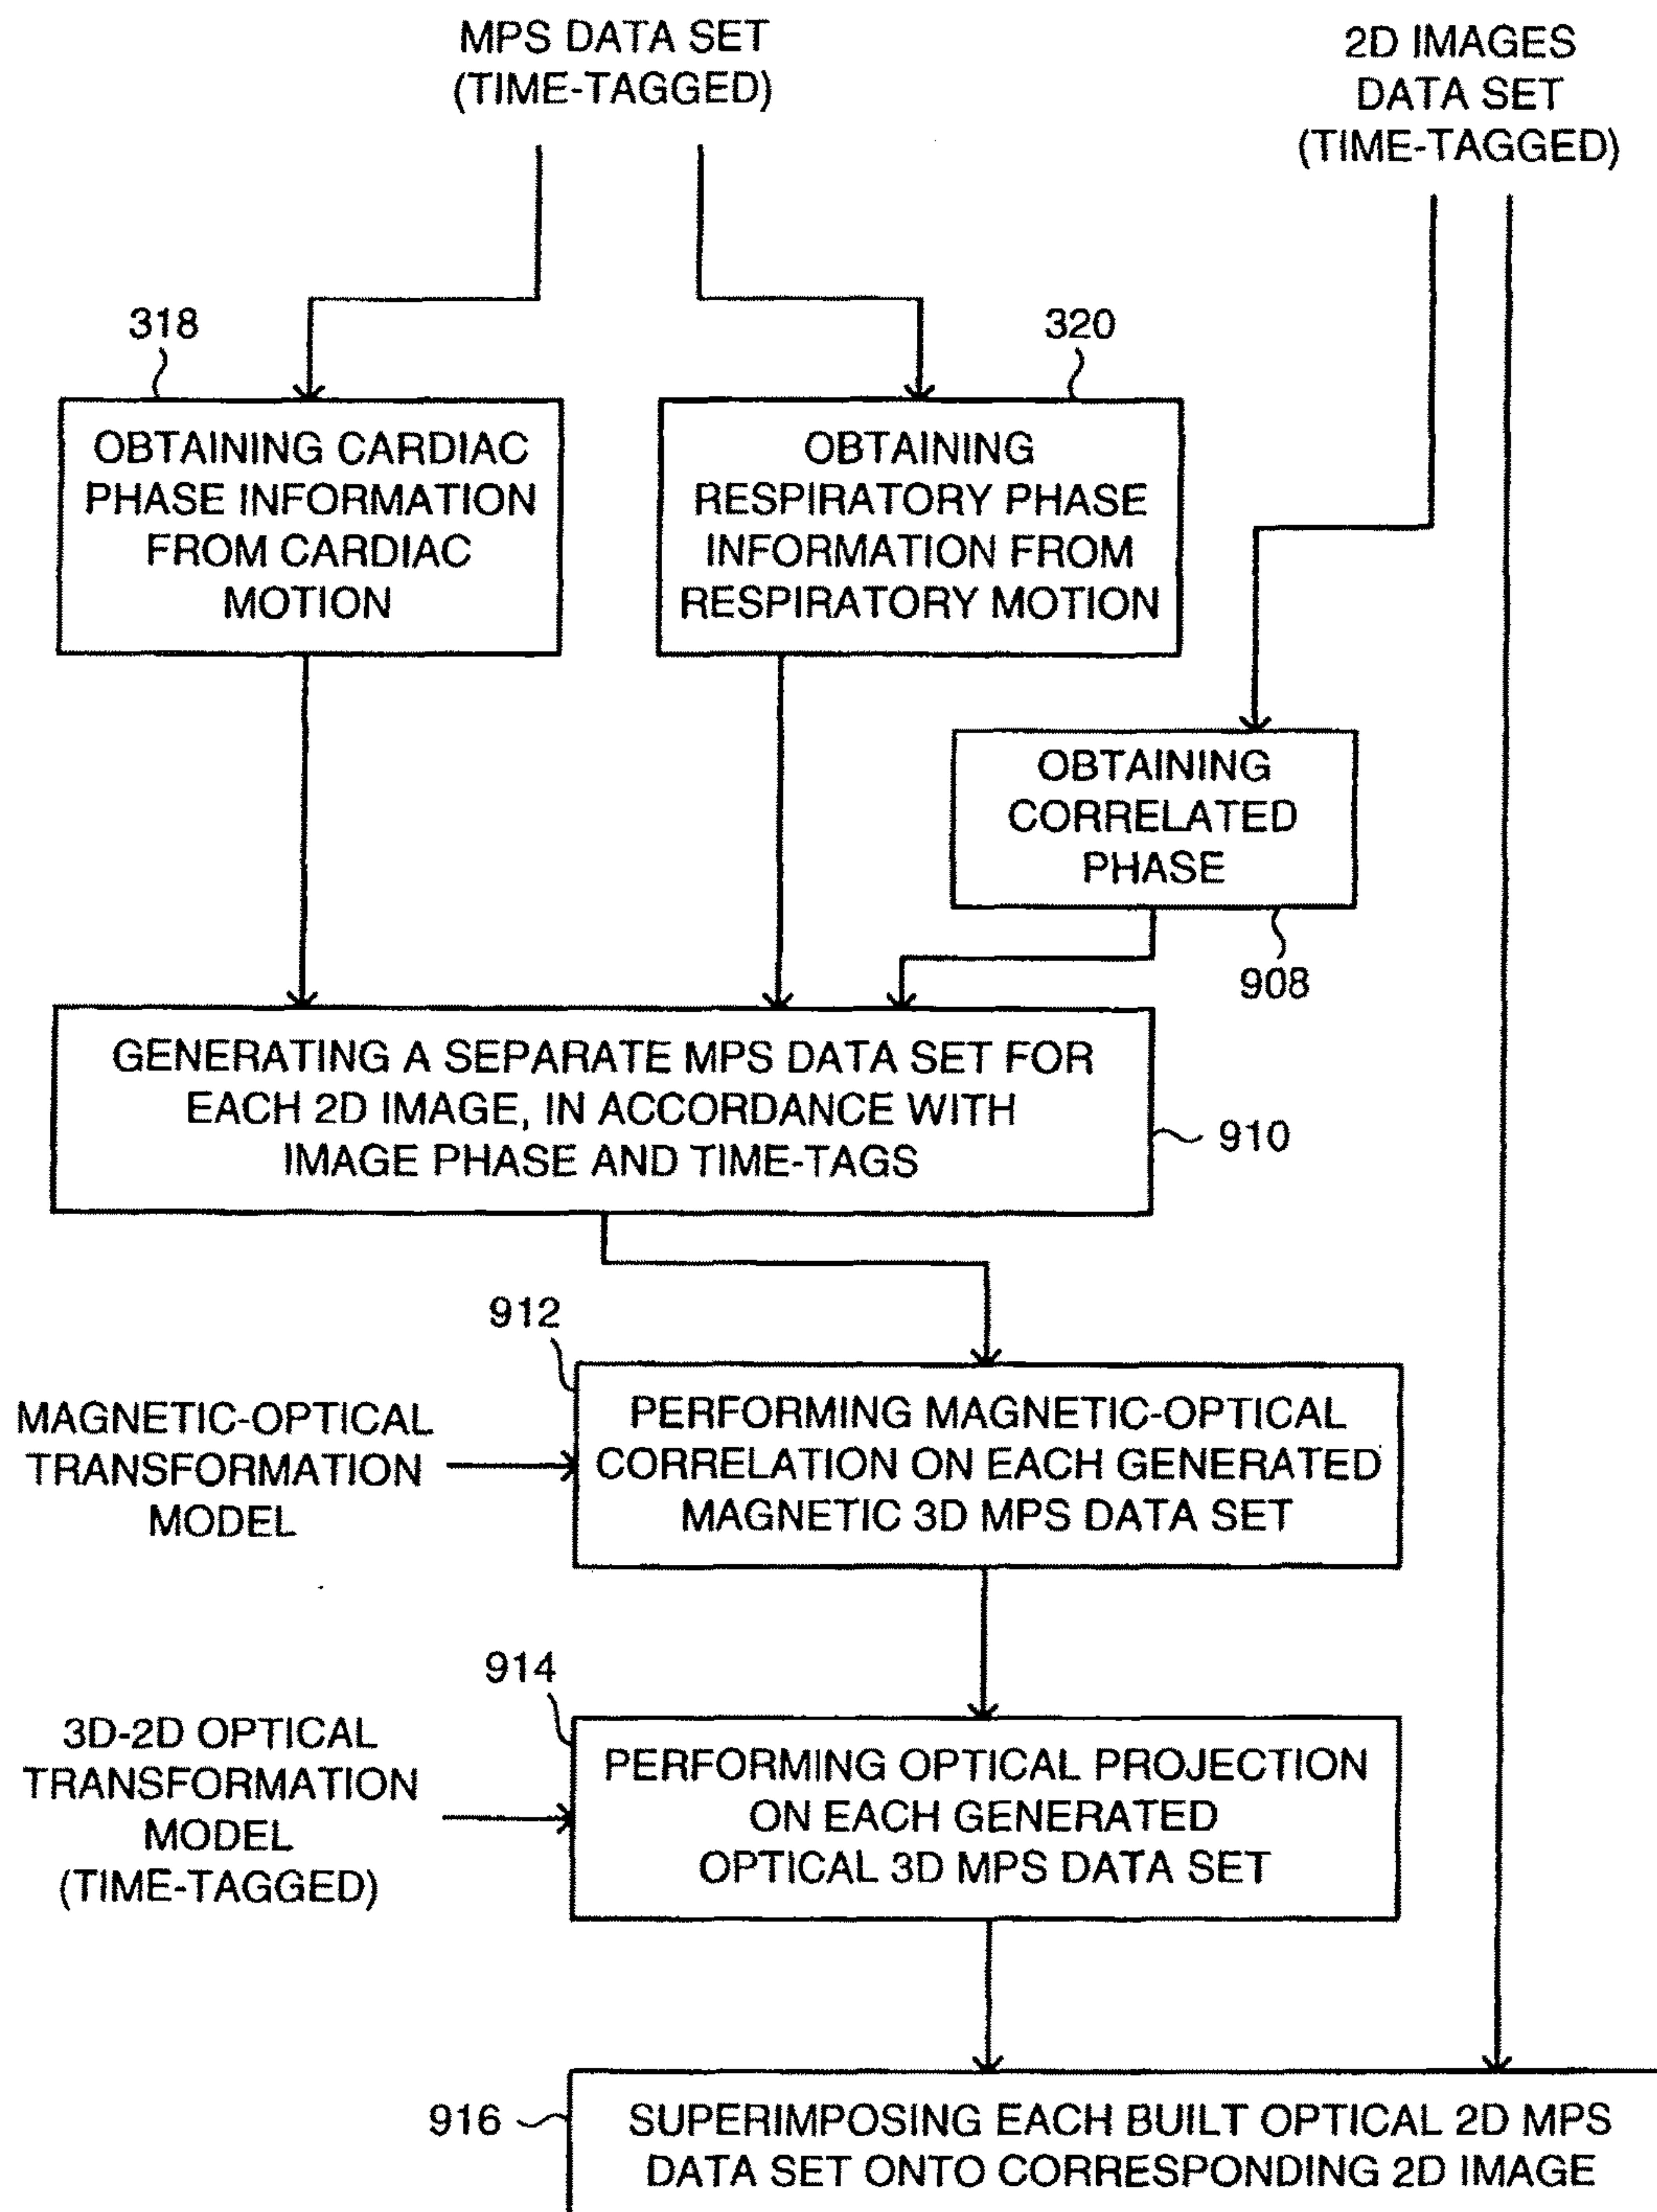 MPS DATA SET
(TIME-TAGGED)
2D IMAGES
DATA SET
(TIME-TAGGED)
318
320
OBTAINING CARDIAC
PHASE INFORMATION
FROM CARDIAC
MOTION
OBTAINING
RESPIRATORY PHASE
INFORMATION FROM
RESPIRATORY MOTION
OBTAINING
CORRELATED
PHASE
908
GENERATING A SEPARATE MPS DATA SET FOR
EACH 2D IMAGE, IN ACCORDANCE WITH
IMAGE PHASE AND TIME-TAGS
910
912
MAGNETIC-OPTICAL
TRANSFORMATION
MODEL
PERFORMING MAGNETIC-OPTICAL
CORRELATION ON EACH GENERATED
MAGNETIC 3D MPS DATA SET
914
3D-2D OPTICAL
TRANSFORMATION
MODEL
(TIME-TAGGED)
PERFORMING OPTICAL PROJECTION
ON EACH GENERATED
OPTICAL 3D MPS DATA SET
916
SUPERIMPOSING EACH BUILT OPTICAL 2D MPS
DATA SET ONTO CORRESPONDING 2D IMAGE